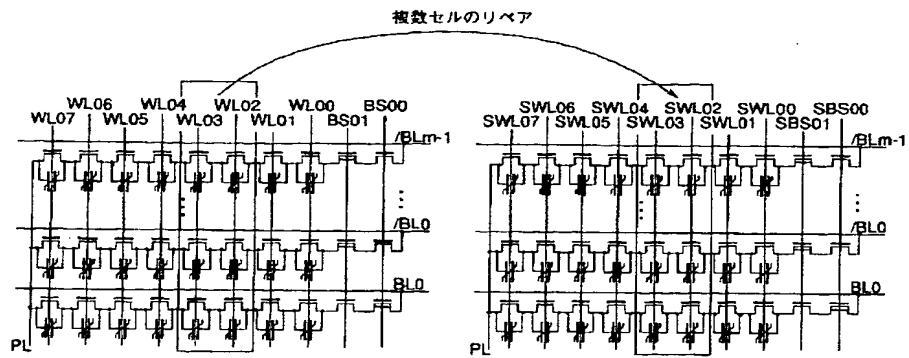 複数セルのリペア
WL06 WL04 WL02 WL00 BS00
WL07 WL05 WL03 WL01 BS01
/BLm-1
/BL0
BL0
PL
SWL06 SWL04 SWL02 SWL00 SBS00
SWL07 SWL05 SWL03 SWL01 SBS01
/BLm-1
/BL0
BL0
PL